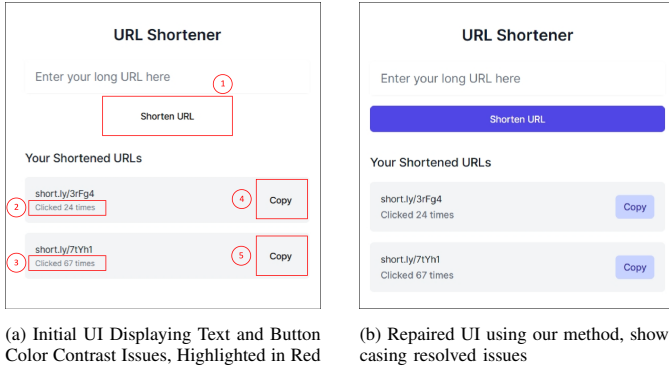 URL Shortener
Enter your long URL here
1
Shorten URL
Your Shortened URLs
short.ly/3rFg4
2
Clicked 24 times
4
Copy
short.ly/7tYh1
3
Clicked 67 times
5
Copy
(a) Initial UI Displaying Text and Button
Color Contrast Issues, Highlighted in Red
URL Shortener
Enter your long URL here
Shorten URL
Your Shortened URLs
short.ly/3rFg4
Clicked 24 times
Copy
short.ly/7tYh1
Clicked 67 times
Copy
(b) Repaired UI using our method, show
casing resolved issues